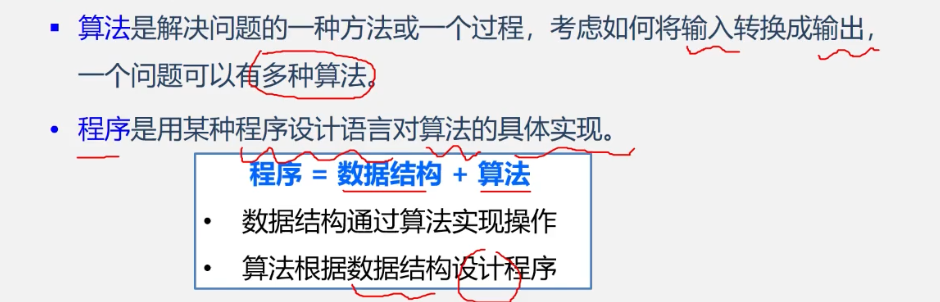 ▪ 算法是解决问题的一种方法或一个过程，考虑如何将输入转换成输出，
一个问题可以有多种算法。
• 程序是用某种程序设计语言对算法的具体实现。
程序 = 数据结构 + 算法
• 数据结构通过算法实现操作
• 算法根据数据结构设计程序